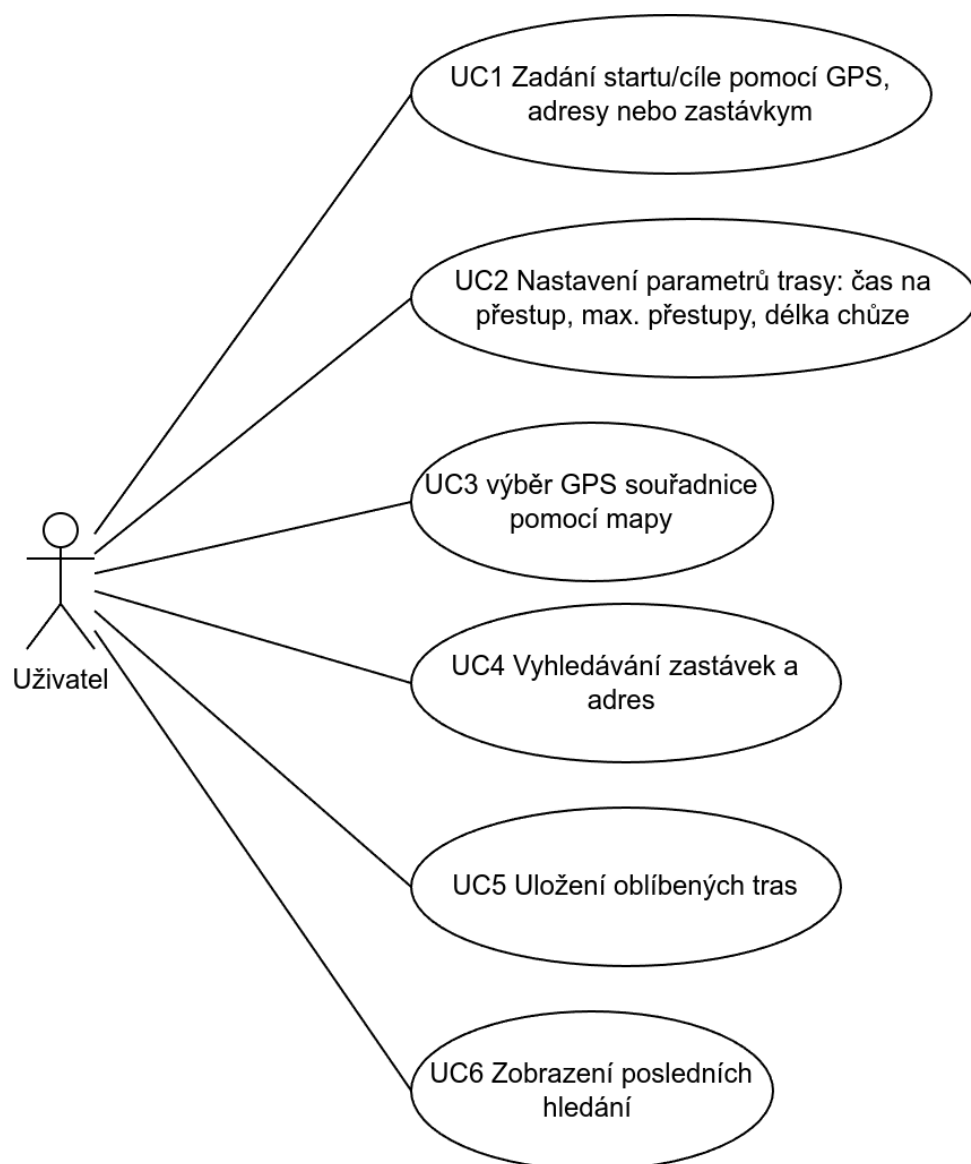 UC1 Zadání startu/cíle pomocí GPS,
adresy nebo zastávkym
UC2 Nastavení parametrů trasy: čas na
přestup, max. přestupy, délka chůze
UC3 výběr GPS souřadnice
pomocí mapy
UC4 Vyhledávání zastávek a
adres
Uživatel
UC5 Uložení oblíbených tras
UC6 Zobrazení posledních
hledání